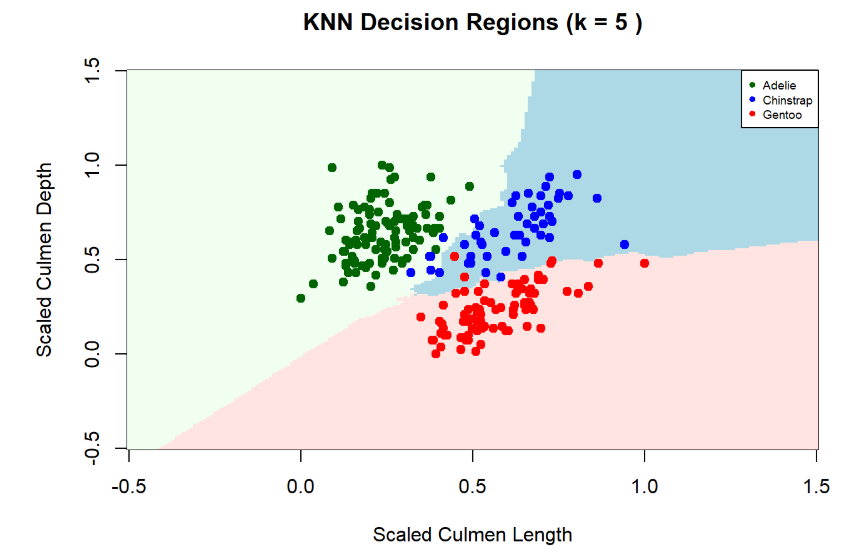 KNN Decision Regions (k = 5 )
Adelie
Chinstrap
Gentoo
1.5
1.0
0.5
0.0
-0.5
Scaled Culmen Depth
-0.5 0.0 0.5 1.0 1.5
Scaled Culmen Length